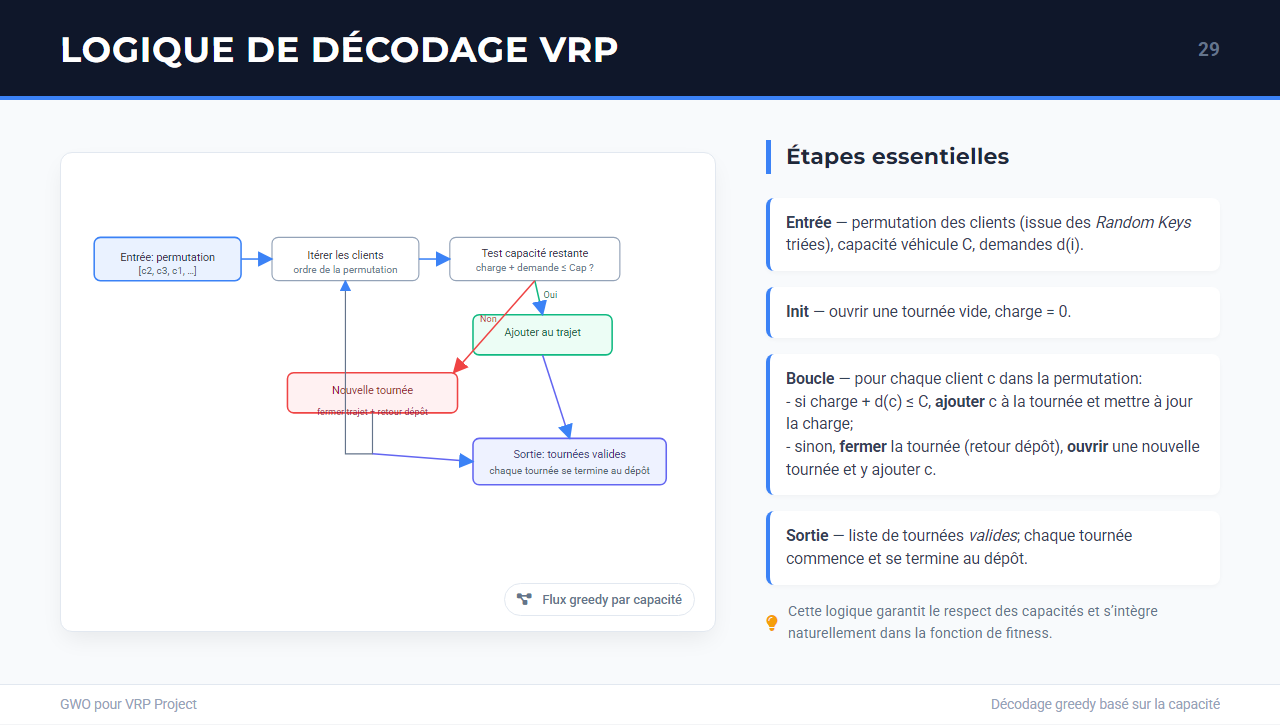 LOGIQUE DE DÉCODAGE VRP
29
Entrée: permutation
[c2, c3, c1, …]
Itérer les clients
ordre de la permutation
Test capacité restante
charge + demande ≤ Cap ?
Oui
Non
Ajouter au trajet
Nouvelle tournée
fermer trajet + retour dépôt
Sortie: tournées valides
chaque tournée se termine au dépôt
Flux greedy par capacité
Étapes essentielles
Entrée — permutation des clients (issue des Random Keys
triées), capacité véhicule C, demandes d(i).
Init — ouvrir une tournée vide, charge = 0.
Boucle — pour chaque client c dans la permutation:
- si charge + d(c) ≤ C, ajouter c à la tournée et mettre à jour
la charge;
- sinon, fermer la tournée (retour dépôt), ouvrir une nouvelle
tournée et y ajouter c.
Sortie — liste de tournées valides; chaque tournée
commence et se termine au dépôt.
Cette logique garantit le respect des capacités et s’intègre
naturellement dans la fonction de fitness.
GWO pour VRP Project
Décodage greedy basé sur la capacité